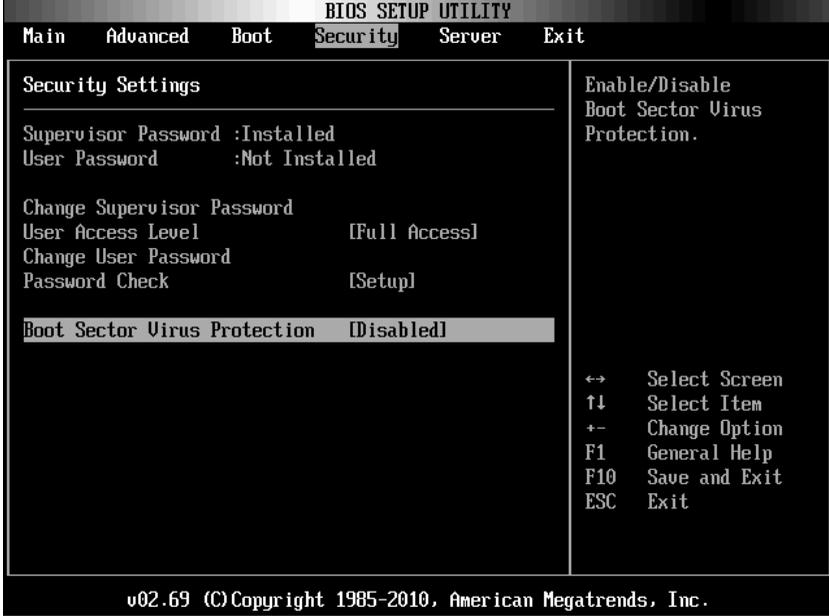 BIOS SETUP UTILITY
Main Advanced Boot Security Server Exit
Security Settings
Supervisor Password :Installed
User Password :Not Installed
Change Supervisor Password
User Access Level [Full Access]
Change User Password
Password Check [Setup]
Boot Sector Virus Protection [Disabled]
Enable/Disable
Boot Sector Virus
Protection.
←→ Select Screen
↑↓ Select Item
+- Change Option
F1 General Help
F10 Save and Exit
ESC Exit
v02.69 (C)Copyright 1985-2010, American Megatrends, Inc.